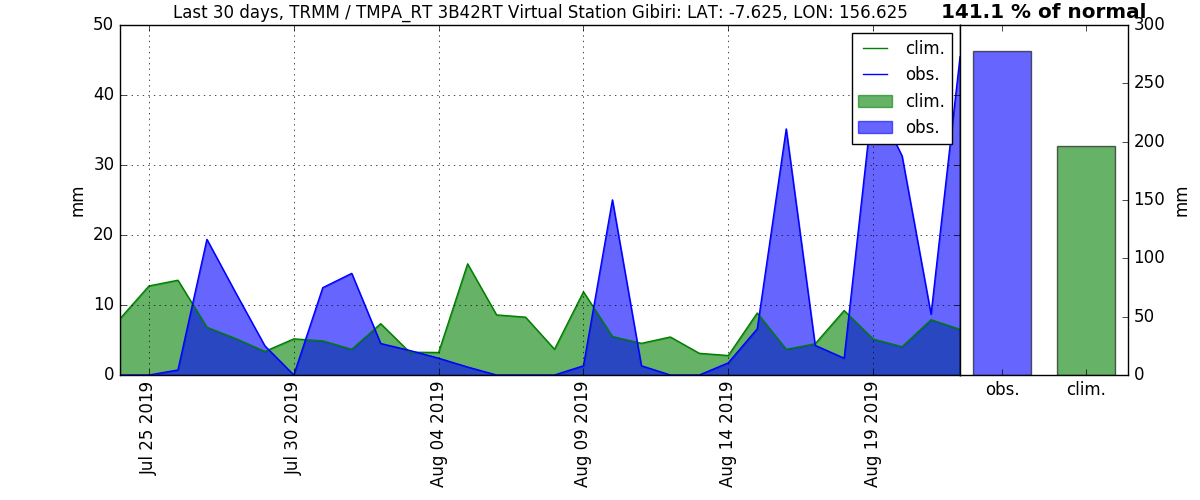 Last 30 days, TRMM / TMPA_RT 3B42RT Virtual Station Gibiri: LAT: -7.625, LON: 156.625
141.1 % of normal
50
40
30
20
10
0
mm
clim.
obs.
clim.
obs.
300
250
200
150
100
50
0
mm
obs.
clim.
Jul 25 2019
Jul 30 2019
Aug 04 2019
Aug 09 2019
Aug 14 2019
Aug 19 2019